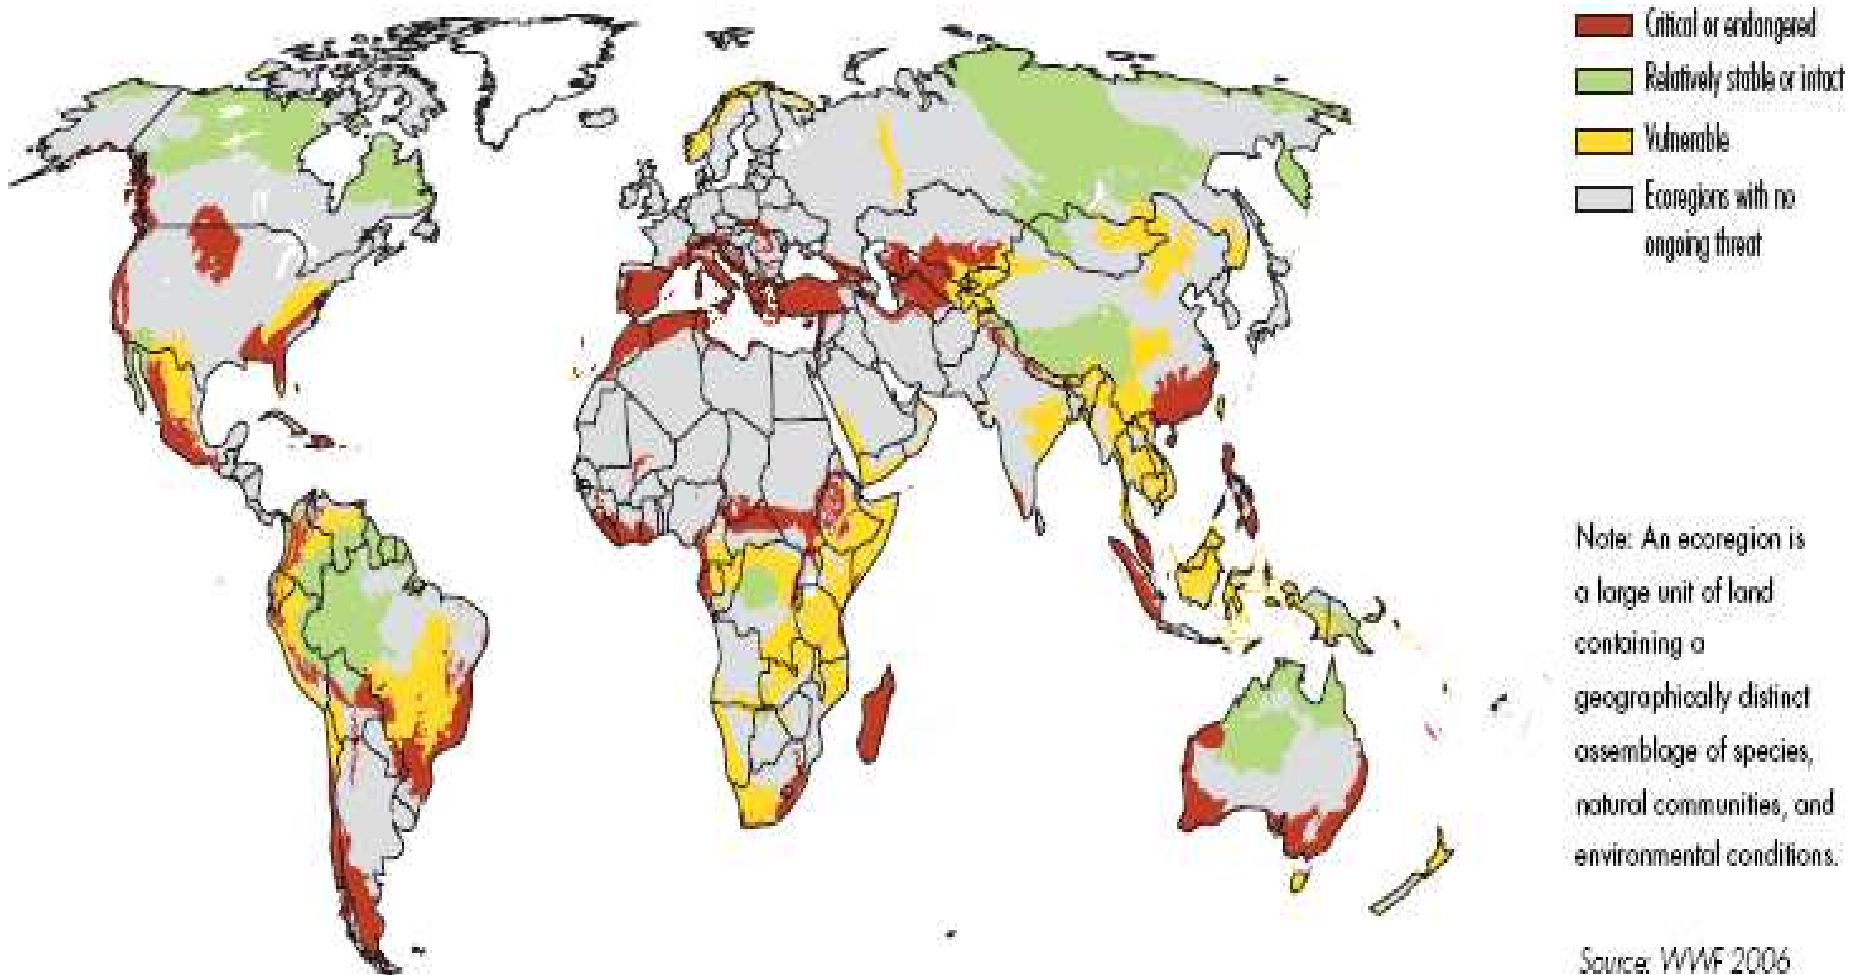 Critical or endangered
Relatively stable or intact
Vulnerable
Ecoregions with no
ongoing threat
Note: An ecoregion is
a large unit of land
containing a
geographically distinct
assemblage of species,
natural communities, and
environmental conditions.
Source: WWF 2006